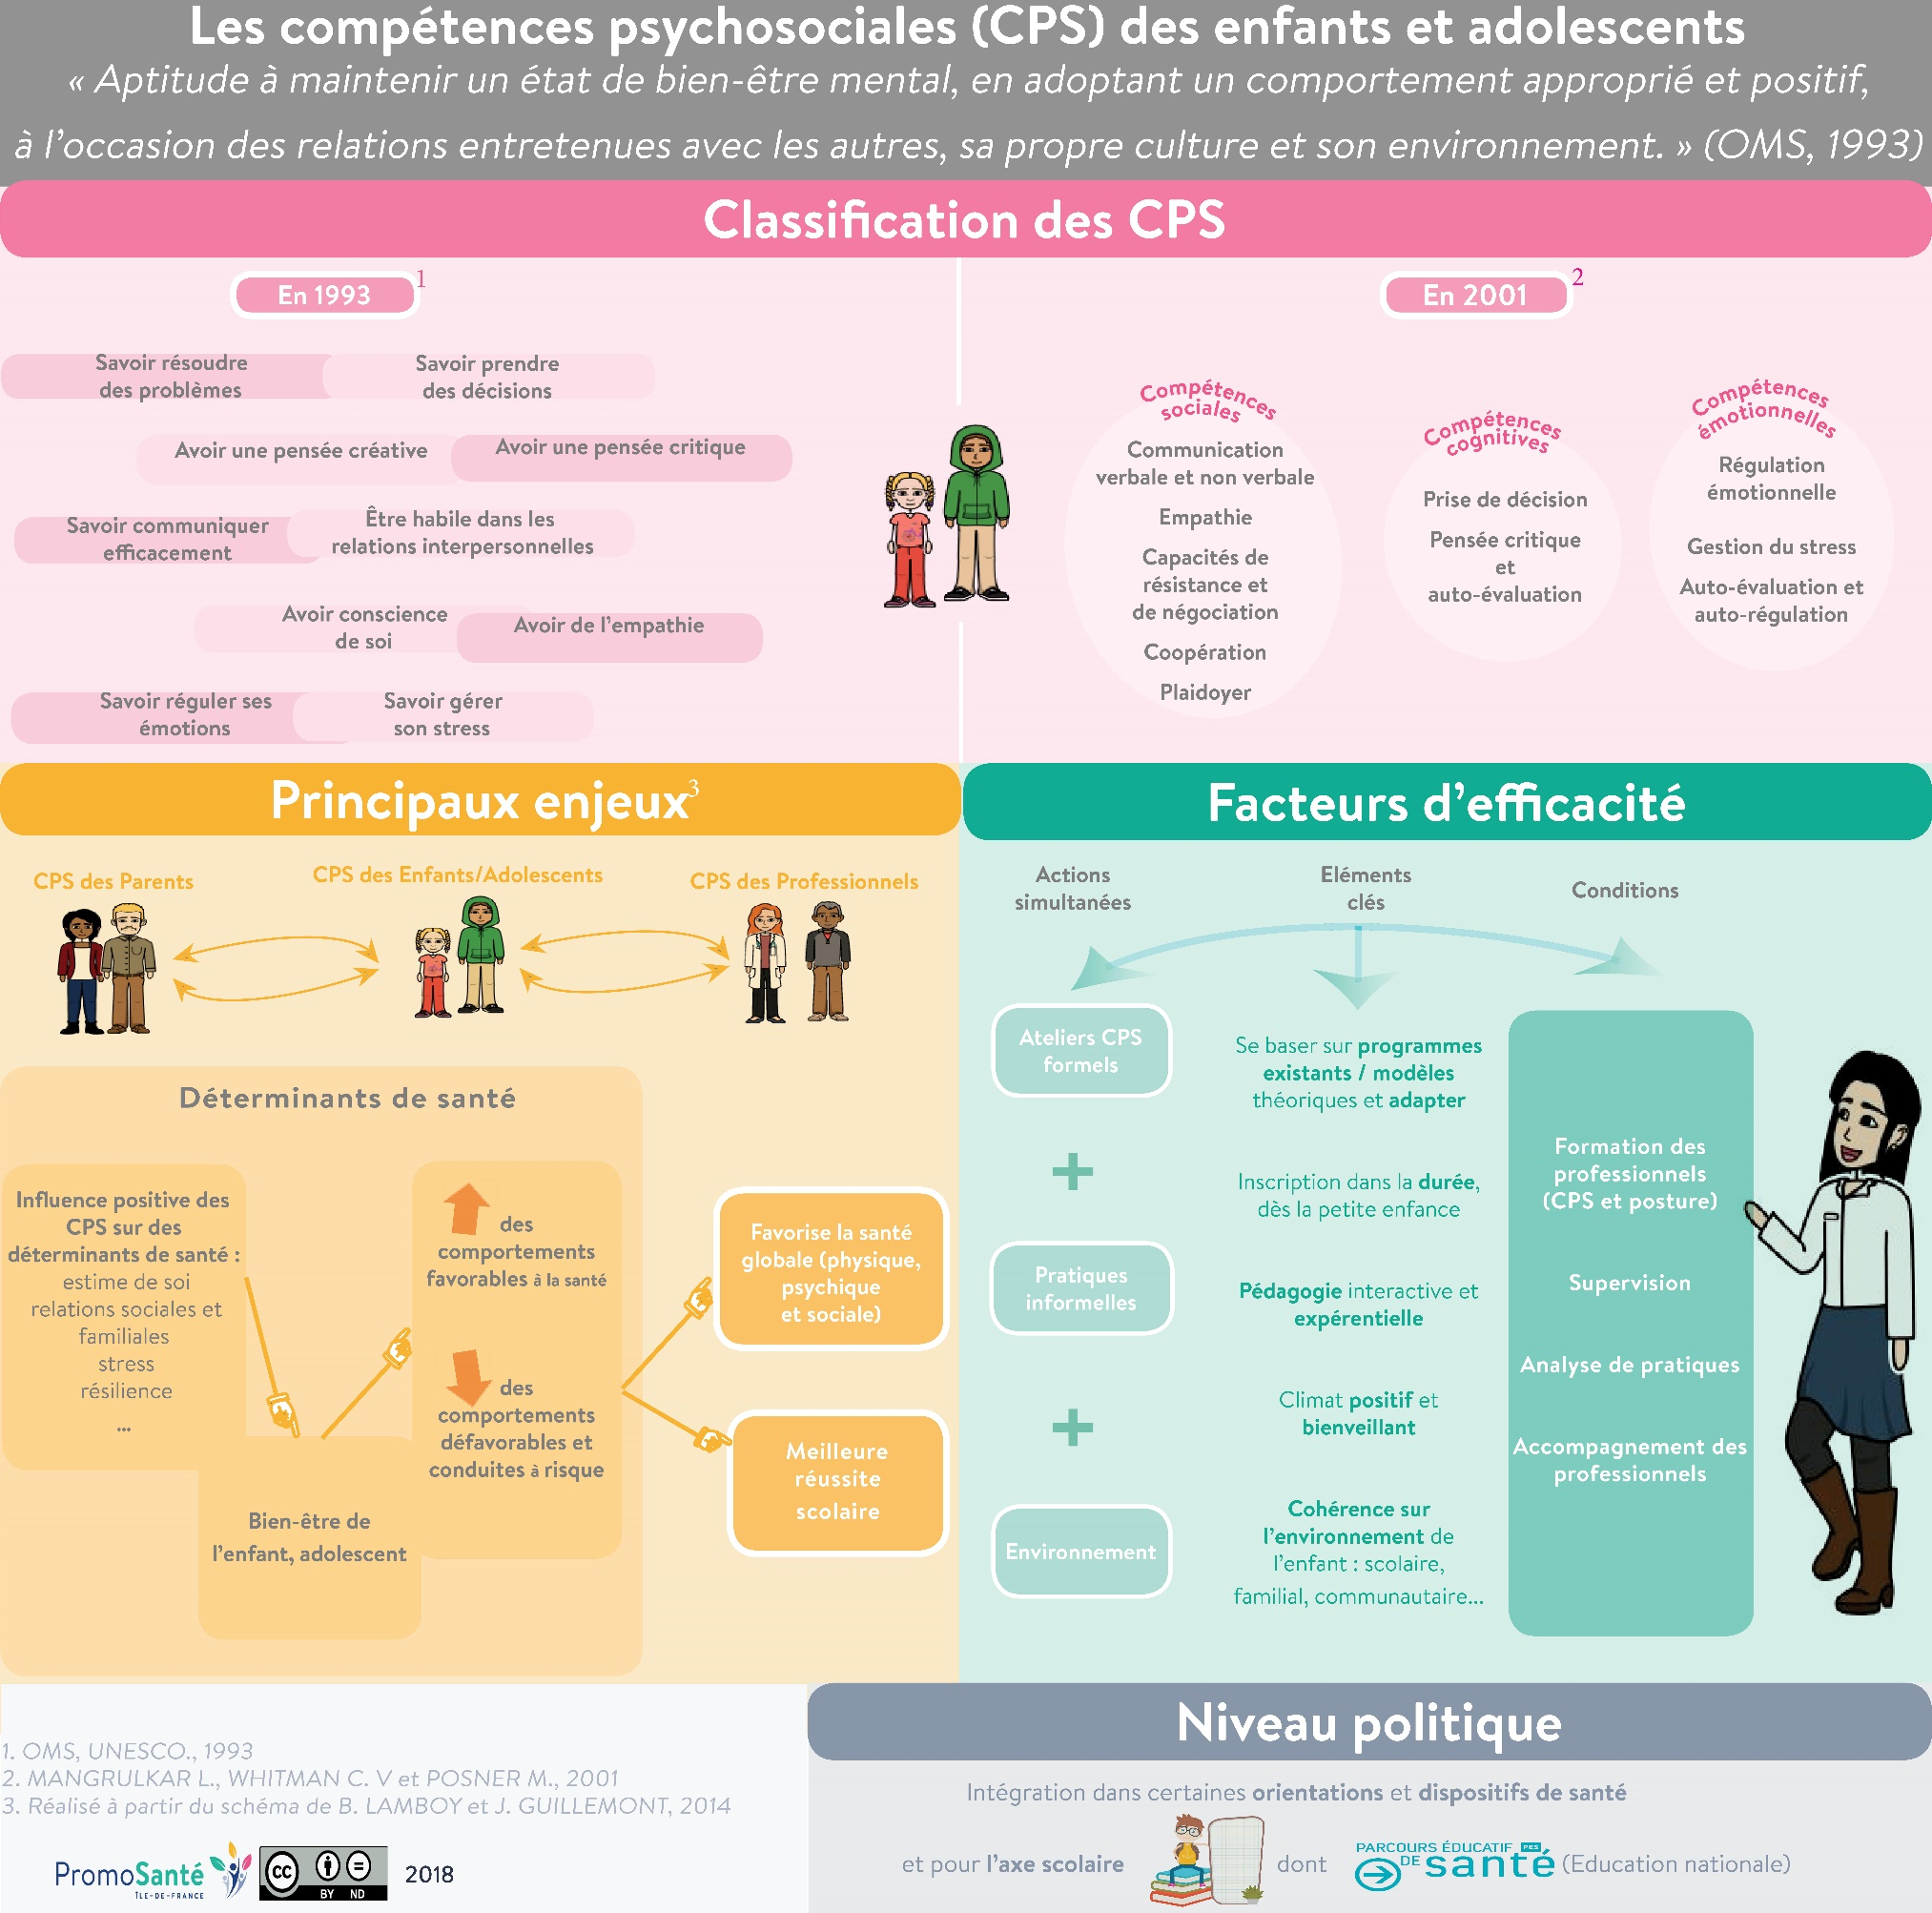 Les compétences psychosociales (CPS) des enfants et adolescents
« Aptitude à maintenir un état de bien-être mental, en adoptant un comportement approprié et positif,
à l’occasion des relations entretenues avec les autres, sa propre culture et son environnement. » (OMS, 1993)
Classification des CPS
En 1993 1
Savoir résoudre
des problèmes
Savoir prendre
des décisions
Avoir une pensée créative
Avoir une pensée critique
Savoir communiquer
efficacement
Être habile dans les
relations interpersonnelles
Avoir conscience
de soi
Avoir de l’empathie
Savoir réguler ses
émotions
Savoir gérer
son stress
En 2001 2
Compétences
sociales
Communication
verbale et non verbale
Empathie
Capacités de
résistance et
de négociation
Coopération
Plaidoyer
Compétences
cognitives
Prise de décision
Pensée critique
et
auto-évaluation
Compétences
émotionnelles
Régulation
émotionnelle
Gestion du stress
Auto-évaluation et
auto-régulation
Principaux enjeux3
CPS des Parents
CPS des Enfants/Adolescents
CPS des Professionnels
Déterminants de santé
Influence positive des
CPS sur des
déterminants de santé :
estime de soi
relations sociales et
familiales
stress
résilience
...
Bien-être de
l’enfant, adolescent
des
comportements
favorables à la santé
des
comportements
défavorables et
conduites à risque
Favorise la santé
globale (physique,
psychique
et sociale)
Meilleure
réussite
scolaire
Facteurs d’efficacité
Actions
simultanées
Eléments
clés
Conditions
Ateliers CPS
formels
+
Pratiques
informelles
+
Environnement
Se baser sur programmes
existants / modèles
théoriques et adapter
Inscription dans la durée,
dès la petite enfance
Pédagogie interactive et
expérentielle
Climat positif et
bienveillant
Cohérence sur
l’environnement de
l’enfant : scolaire,
familial, communautaire...
Formation des
professionnels
(CPS et posture)
Supervision
Analyse de pratiques
Accompagnement des
professionnels
1. OMS, UNESCO., 1993
2. MANGRULKAR L., WHITMAN C. V et POSNER M., 2001
3. Réalisé à partir du schéma de B. LAMBOY et J. GUILLEMONT, 2014
PromoSanté
ÎLE-DE-FRANCE
cc
BY ND
2018
Niveau politique
Intégration dans certaines orientations et dispositifs de santé
et pour l’axe scolaire dont
PARCOURS ÉDUCATIF PES
DE santé (Education nationale)